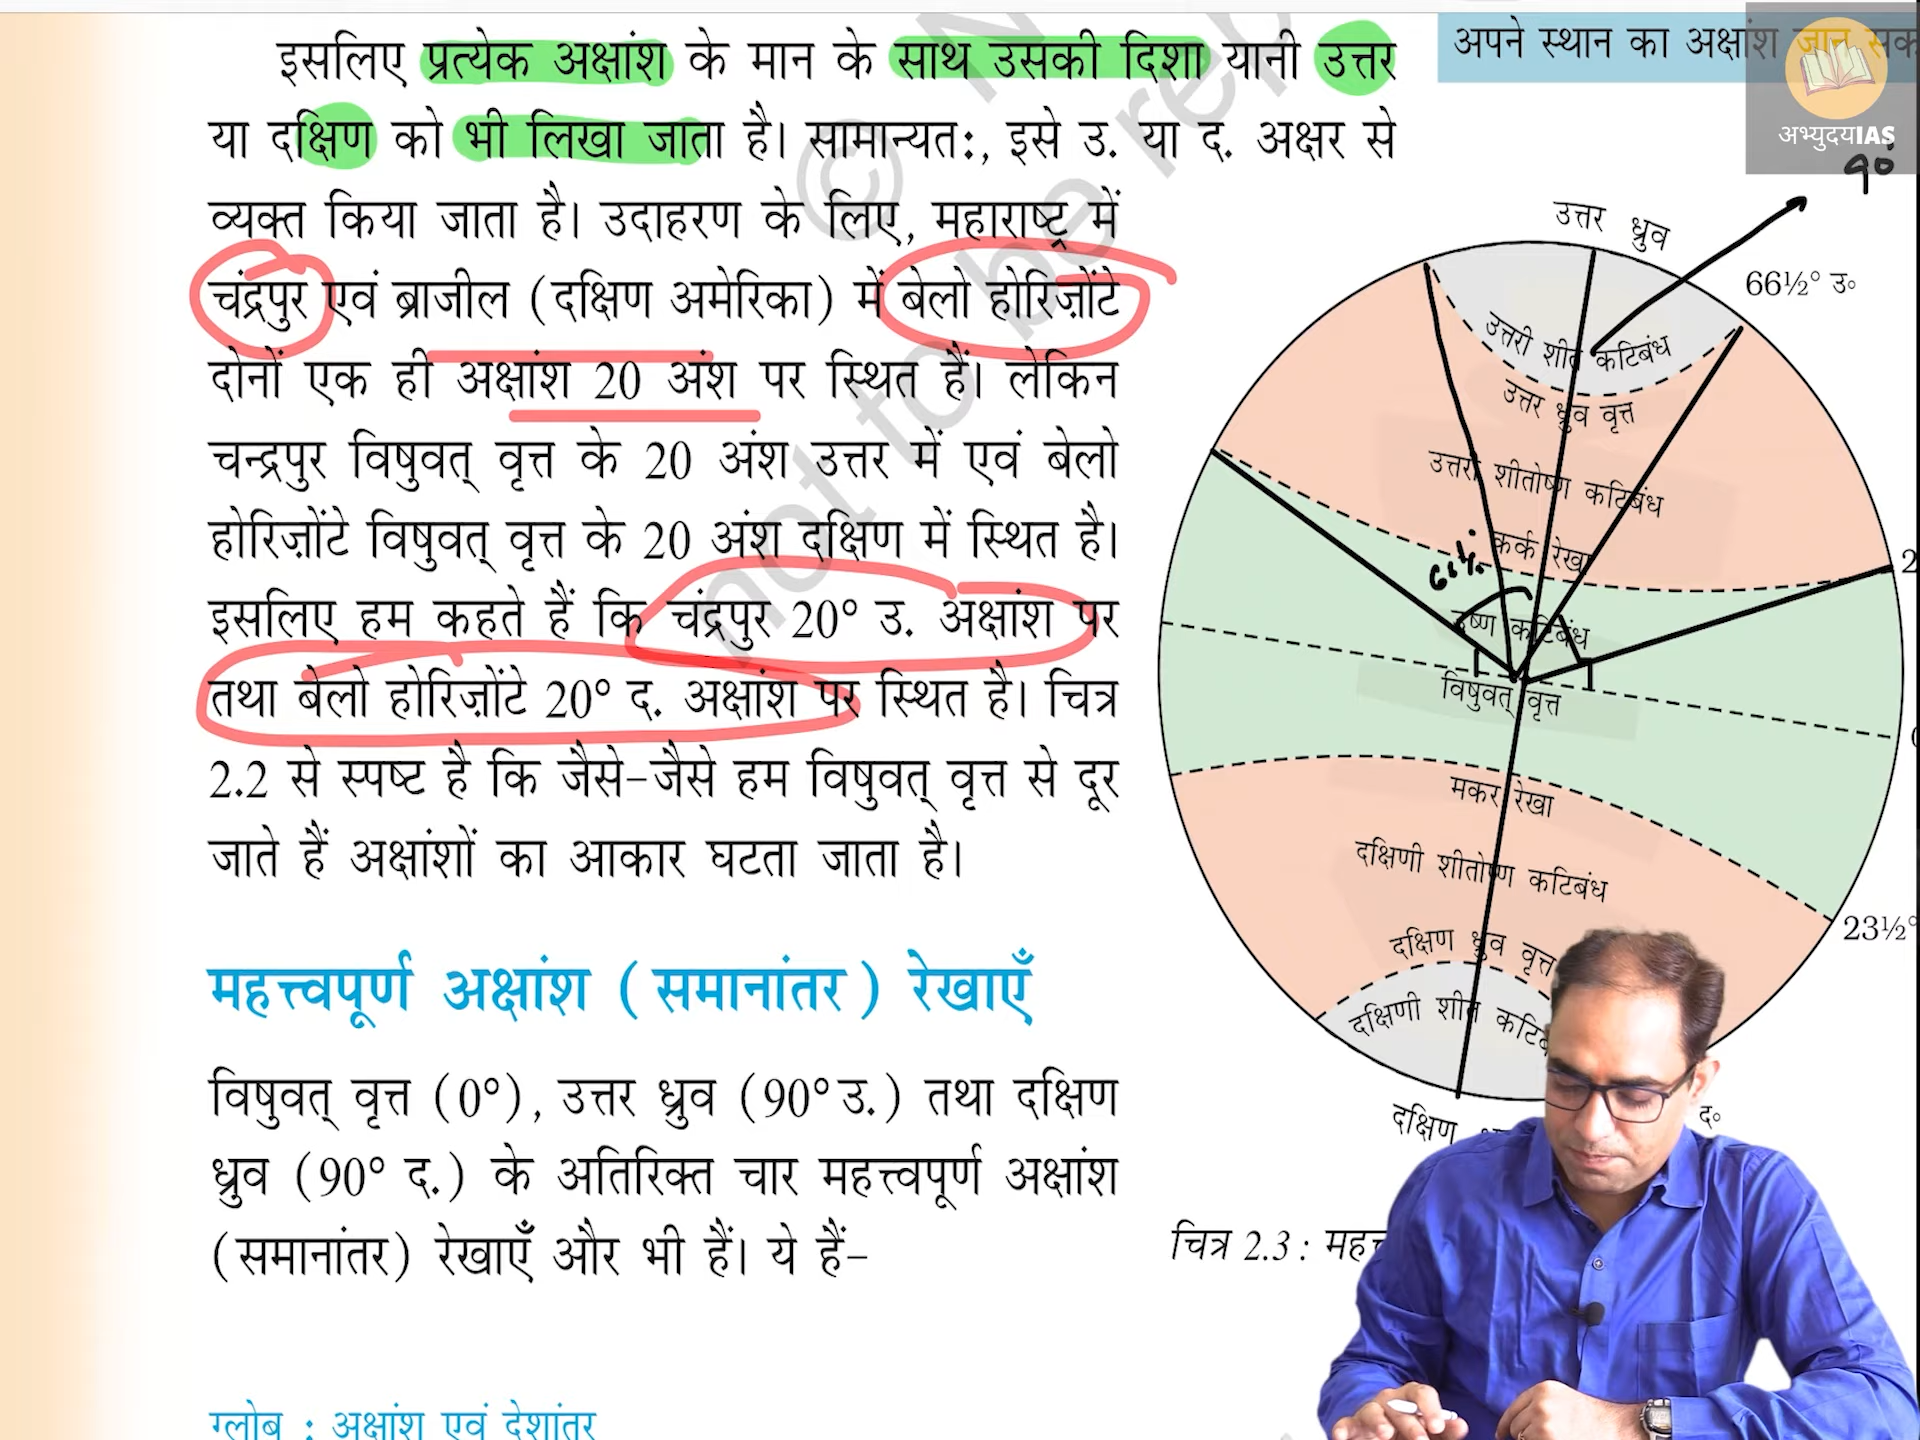 इसलिए प्रत्येक अक्षांश के मान के साथ उसकी दिशा यानी उत्तर
या दक्षिण को भी लिखा जाता है। सामान्यत:, इसे उ. या द. अक्षर से
व्यक्त किया जाता है। उदाहरण के लिए, महाराष्ट्र में
चंद्रपुर एवं ब्राजील (दक्षिण अमेरिका) में बेलो होरिज़ोंटे
दोनों एक ही अक्षांश 20 अंश पर स्थित हैं। लेकिन
चन्द्रपुर विषुवत् वृत्त के 20 अंश उत्तर में एवं बेलो
होरिज़ोंटे विषुवत् वृत्त के 20 अंश दक्षिण में स्थित है।
इसलिए हम कहते हैं कि चंद्रपुर 20° उ. अक्षांश पर
तथा बेलो होरिज़ोंटे 20° द. अक्षांश पर स्थित है। चित्र
2.2 से स्पष्ट है कि जैसे-जैसे हम विषुवत् वृत्त से दूर
जाते हैं अक्षांशों का आकार घटता जाता है।
महत्त्वपूर्ण अक्षांश (समानांतर) रेखाएँ
विषुवत् वृत्त (0°), उत्तर ध्रुव (90° उ.) तथा दक्षिण
ध्रुव (90° द.) के अतिरिक्त चार महत्त्वपूर्ण अक्षांश
(समानांतर) रेखाएँ और भी हैं। ये हैं-
ग्लोब : अक्षांश एवं देशांतर
अपने स्थान का अक्षांश जान सक
अभ्युदयIAS
90°
उत्तर ध्रुव
66½° उ॰
उत्तरी शीत कटिबंध
उत्तर ध्रुव वृत्त
उत्तरी शीतोष्ण कटिबंध
कर्क रेखा
उष्ण कटिबंध
विषुवत् वृत्त
मकर रेखा
23½°
दक्षिणी शीतोष्ण कटिबंध
दक्षिण ध्रुव वृत्त
दक्षिणी शीत
दक्षिण
द॰
चित्र 2.3 :
© N
not to be rep